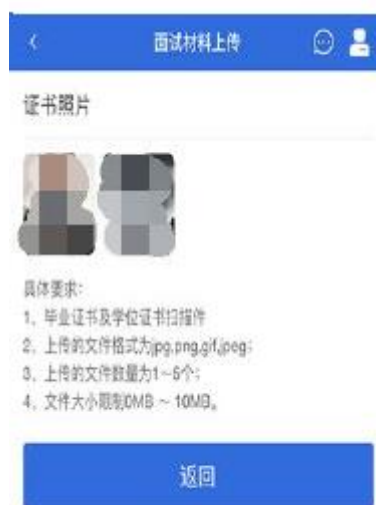 面试材料上传
证书照片
具体要求：
1、毕业证书及学位证书扫描件
2、上传的文件格式为jpg,png,gif,jpeg；
3、上传的文件数量为1～5个；
4、文件大小限制0MB ～ 10MB。
返回